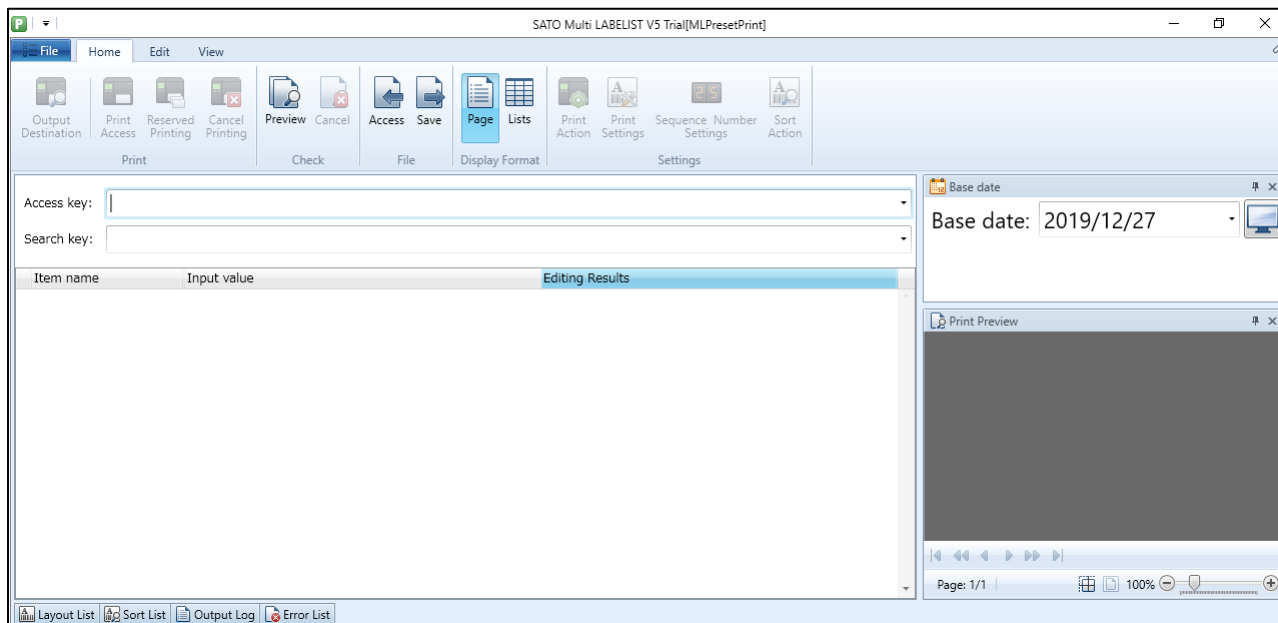 P
SATO Multi LABELIST V5 Trial[MLPresetPrint]
File Home Edit View
Output Destination
Print Access
Reserved Printing
Cancel Printing
Preview
Cancel
Access
Save
Page
Lists
Print Action
Print Settings
25
Sequence Number Settings
Sort Action
Print
Check
File
Display Format
Settings
Access key:
Search key:
Item name Input value Editing Results
Base date
Base date: 2019/12/27
Print Preview
Page: 1/1 100%
Layout List Sort List Output Log Error List